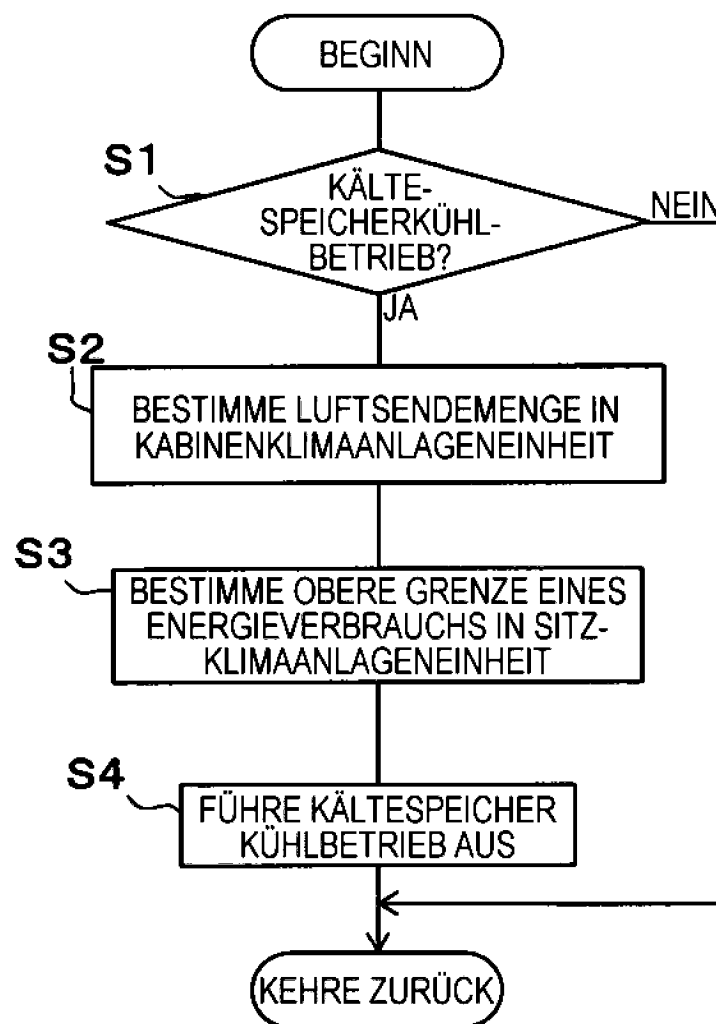 BEGINN
S1
KÄLTE-
SPEICHERKÜHL-
BETRIEB?
NEIN
JA
S2
BESTIMME LUFTSENDEMENGE IN
KABINENKLIMAANLAGENEINHEIT
S3
BESTIMME OBERE GRENZE EINES
ENERGIEVERBRAUCHS IN SITZ-
KLIMAANLAGENEINHEIT
S4
FÜHRE KÄLTESPEICHER
KÜHLBETRIEB AUS
KEHRE ZURÜCK